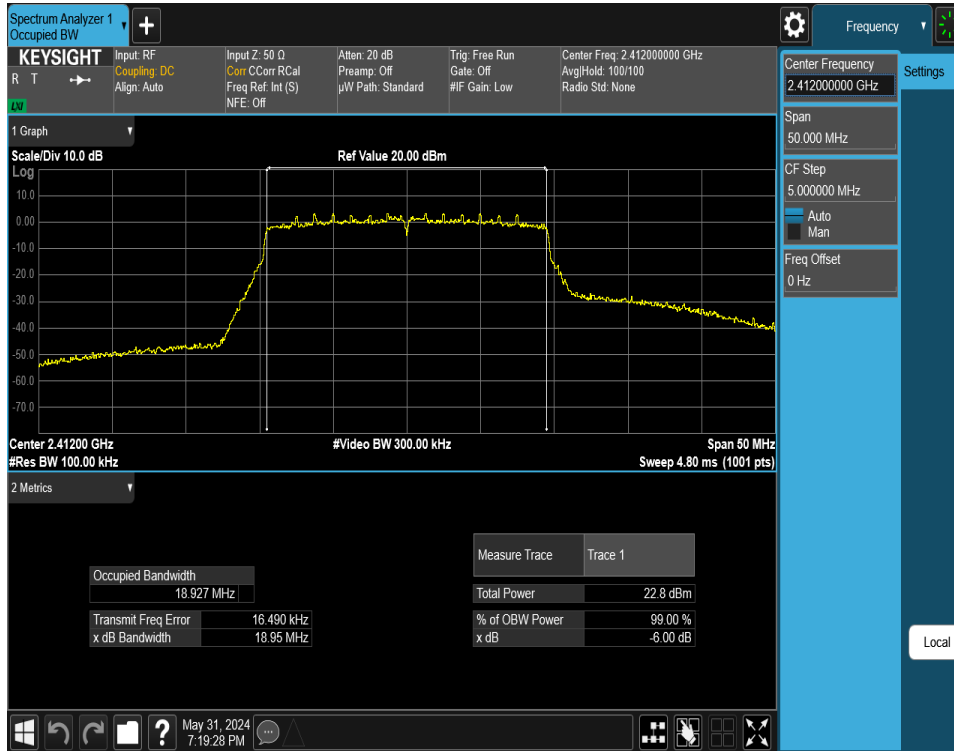 Spectrum Analyzer 1
Occupied BW
Frequency
KEYSIGHT
R T
LXI
Input: RF
Coupling: DC
Align: Auto
Input Z: 50 Ω
Corr CCorr RCal
Freq Ref: Int (S)
NFE: Off
Atten: 20 dB
Preamp: Off
µW Path: Standard
Trig: Free Run
Gate: Off
#IF Gain: Low
Center Freq: 2.412000000 GHz
Avg|Hold: 100/100
Radio Std: None
Center Frequency
2.412000000 GHz
Settings
Span
50.000 MHz
CF Step
5.000000 MHz
Auto
Man
Freq Offset
0 Hz
Local
1 Graph
Scale/Div 10.0 dB
Ref Value 20.00 dBm
Log
10.0
0.00
-10.0
-20.0
-30.0
-40.0
-50.0
-60.0
-70.0
Center 2.41200 GHz
#Video BW 300.00 kHz
Span 50 MHz
#Res BW 100.00 kHz
Sweep 4.80 ms (1001 pts)
2 Metrics
Measure Trace Trace 1
Occupied Bandwidth
18.927 MHz
Total Power 22.8 dBm
Transmit Freq Error 16.490 kHz
% of OBW Power 99.00 %
x dB Bandwidth 18.95 MHz
x dB -6.00 dB
May 31, 2024
7:19:28 PM